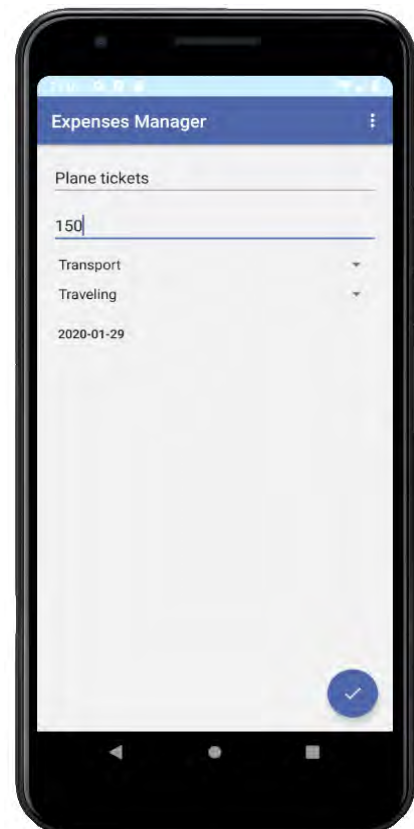 Expenses Manager
Plane tickets
150
Transport
Traveling
2020-01-29